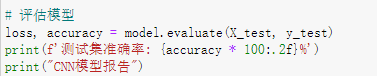 # 评估模型
loss, accuracy = model.evaluate(X_test, y_test)
print(f'测试集准确率: {accuracy * 100:.2f}%')
print("CNN模型报告")